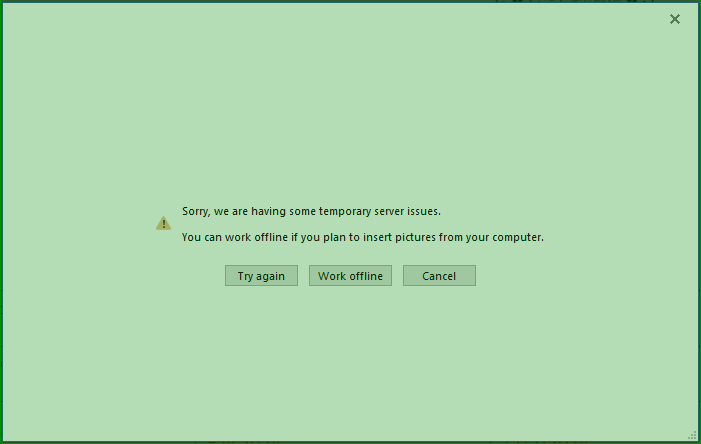 Sorry, we are having some temporary server issues.
You can work offline if you plan to insert pictures from your computer.
Try again
Work offline
Cancel